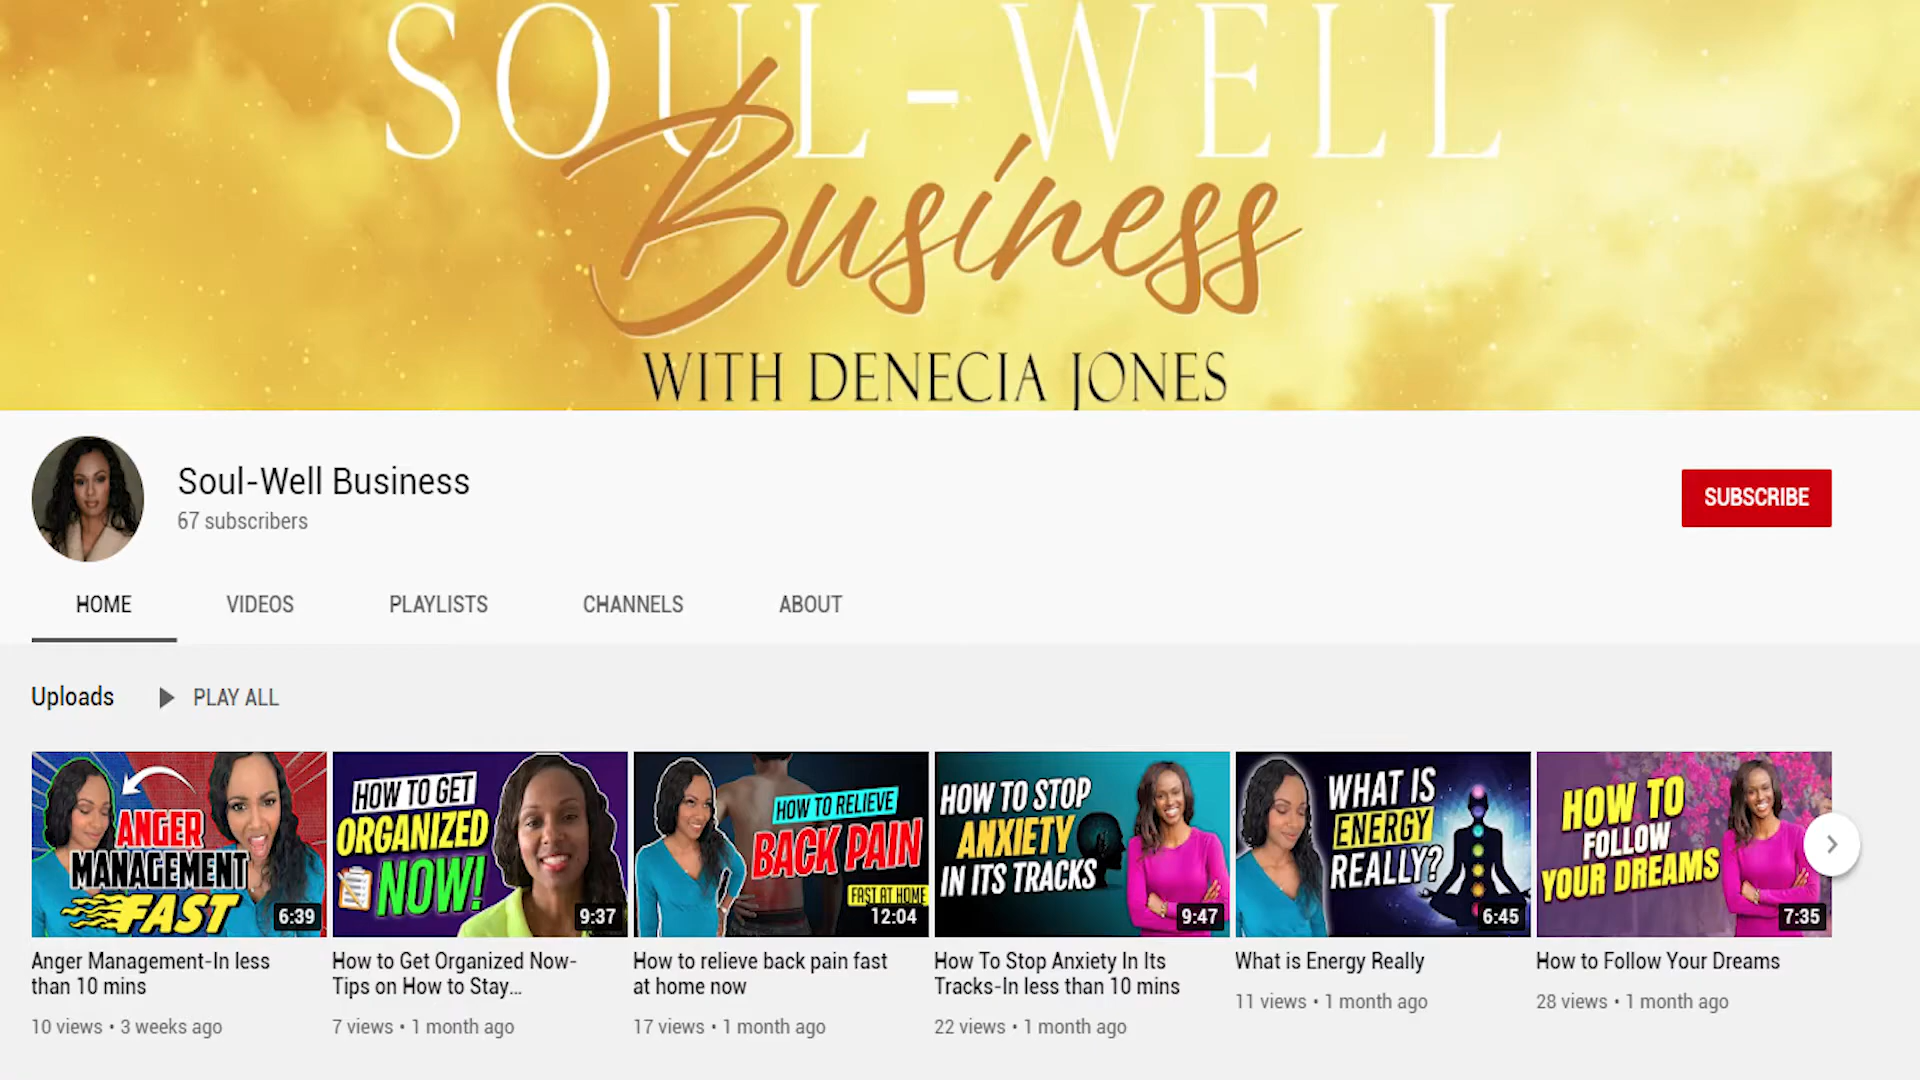 SOUL-WELL
Business
WITH DENECIA JONES
Soul-Well Business
67 subscribers
SUBSCRIBE
HOME VIDEOS PLAYLISTS CHANNELS ABOUT
Uploads PLAY ALL
ANGER
MANAGEMENT
FAST
6:39
HOW TO GET
ORGANIZED
NOW!
9:37
HOW TO RELIEVE
BACK PAIN
FAST AT HOME
12:04
HOW TO STOP
ANXIETY
IN ITS TRACKS
9:47
WHAT IS
ENERGY
REALLY?
6:45
HOW TO
FOLLOW
YOUR DREAMS
7:35
Anger Management-In less
than 10 mins
10 views • 3 weeks ago
How to Get Organized Now-
Tips on How to Stay...
7 views • 1 month ago
How to relieve back pain fast
at home now
17 views • 1 month ago
How To Stop Anxiety In Its
Tracks-In less than 10 mins
22 views • 1 month ago
What is Energy Really
11 views • 1 month ago
How to Follow Your Dreams
28 views • 1 month ago